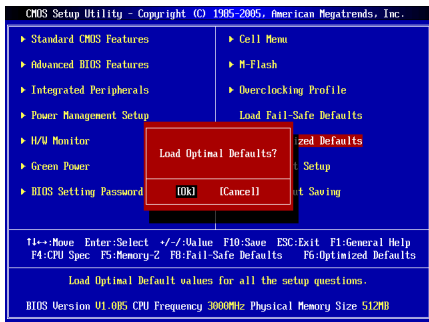 CMOS Setup Utility - Copyright (C) 1985-2005, American Megatrends, Inc.
Standard CMOS Features
Advanced BIOS Features
Integrated Peripherals
Power Management Setup
H/W Monitor
Green Power
BIOS Setting Password
Cell Menu
M-Flash
Overclocking Profile
Load Fail-Safe Defaults
ized Defaults
Setup
t Saving
Load Optimal Defaults?
[Ok] [Cancel]
↑↓←→:Move Enter:Select +/-/:Value F10:Save ESC:Exit F1:General Help
F4:CPU Spec F5:Memory-Z F8:Fail-Safe Defaults F6:Optimized Defaults
Load Optimal Default values for all the setup questions.
BIOS Version V1.0B5 CPU Frequency 3000MHz Physical Memory Size 512MB